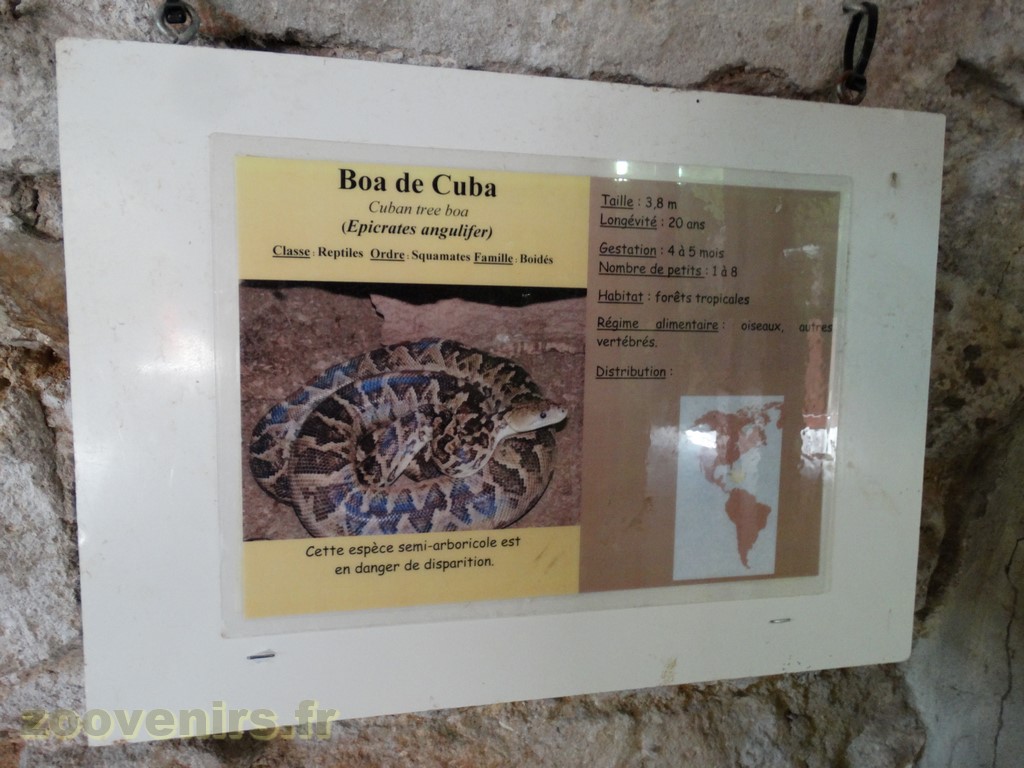 Boa de Cuba
Cuban tree boa
(Epicrates angulifer)
Classe : Reptiles Ordre : Squamates Famille : Boidés
Cette espèce semi-arboricole est
en danger de disparition.
Taille : 3,8 m
Longévité : 20 ans
Gestation : 4 à 5 mois
Nombre de petits : 1 à 8
Habitat : forêts tropicales
Régime alimentaire : oiseaux, autres
vertébrés.
Distribution :
zoovenirs.fr